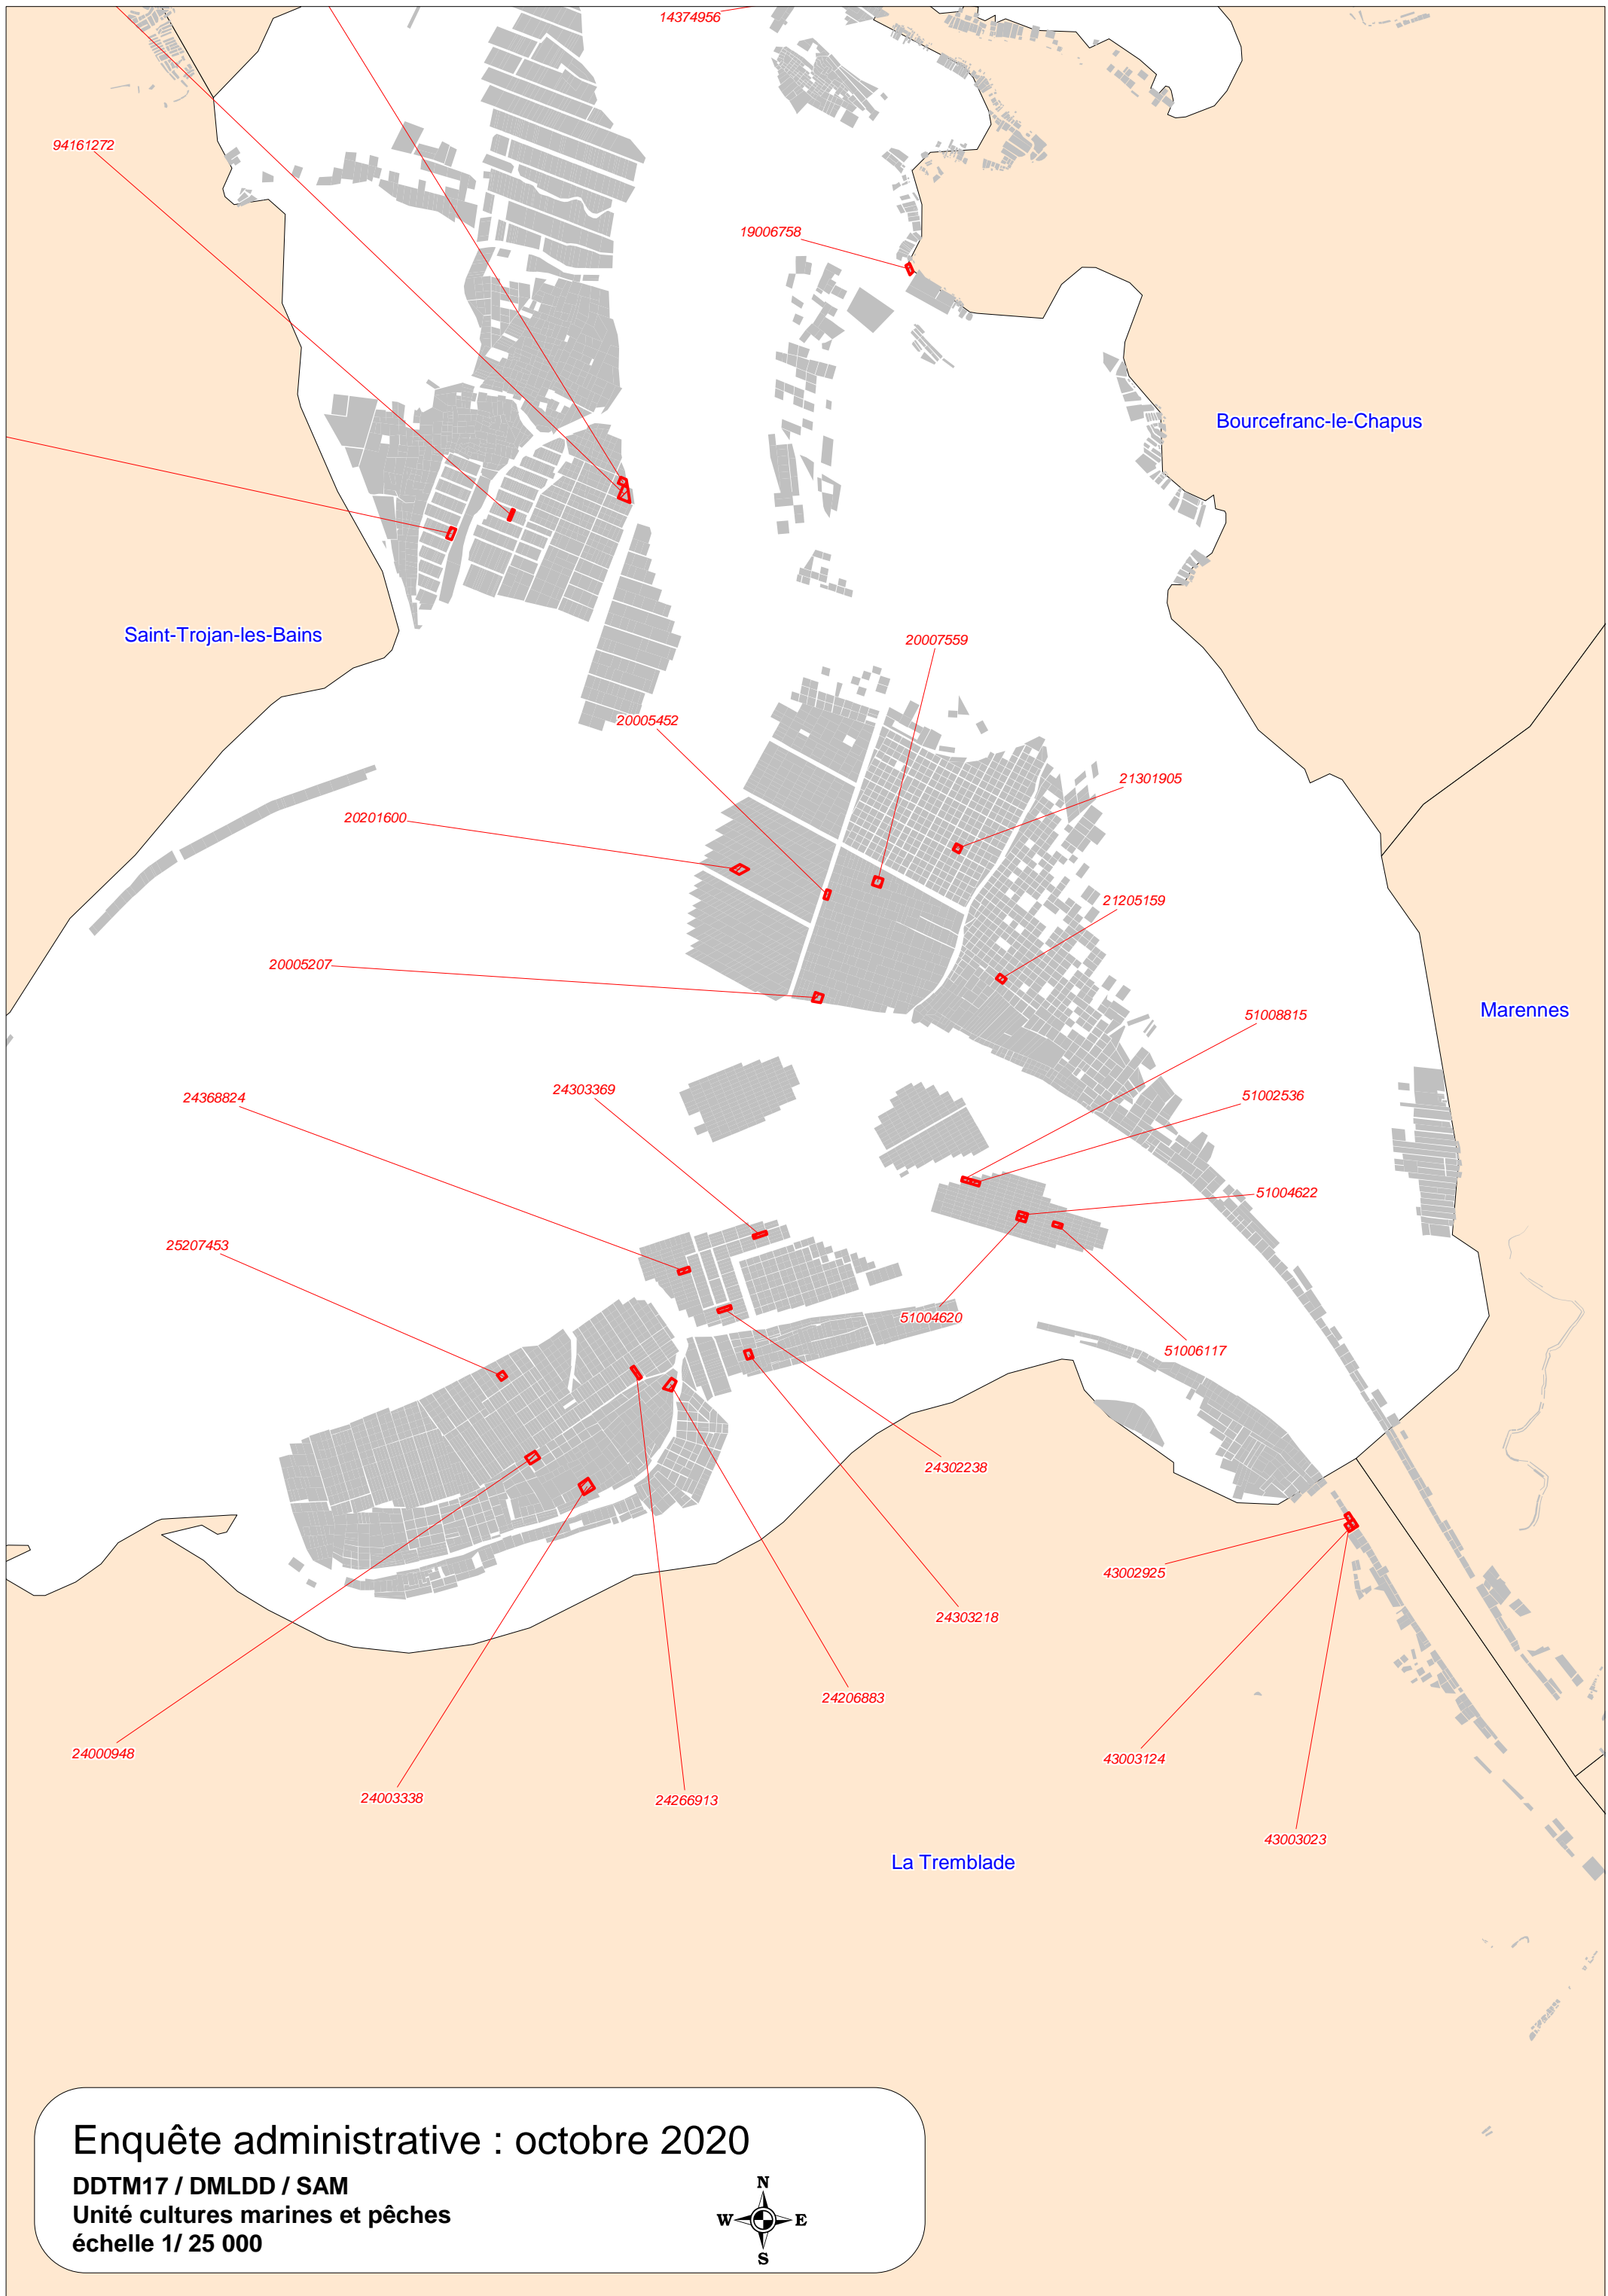 14374956
94161272
19006758
Bourcefranc-le-Chapus
Saint-Trojan-les-Bains
20007559
20005452
21301905
20201600
21205159
20005207
Marennes
51008815
24303369
51002536
24368824
51004622
25207453
51004620
51006117
24302238
43002925
24303218
24206883
24000948
43003124
24003338
24266913
43003023
La Tremblade
Enquête administrative : octobre 2020
DDTM17 / DMLDD / SAM
Unité cultures marines et pêches
échelle 1/ 25 000
N
W E
S